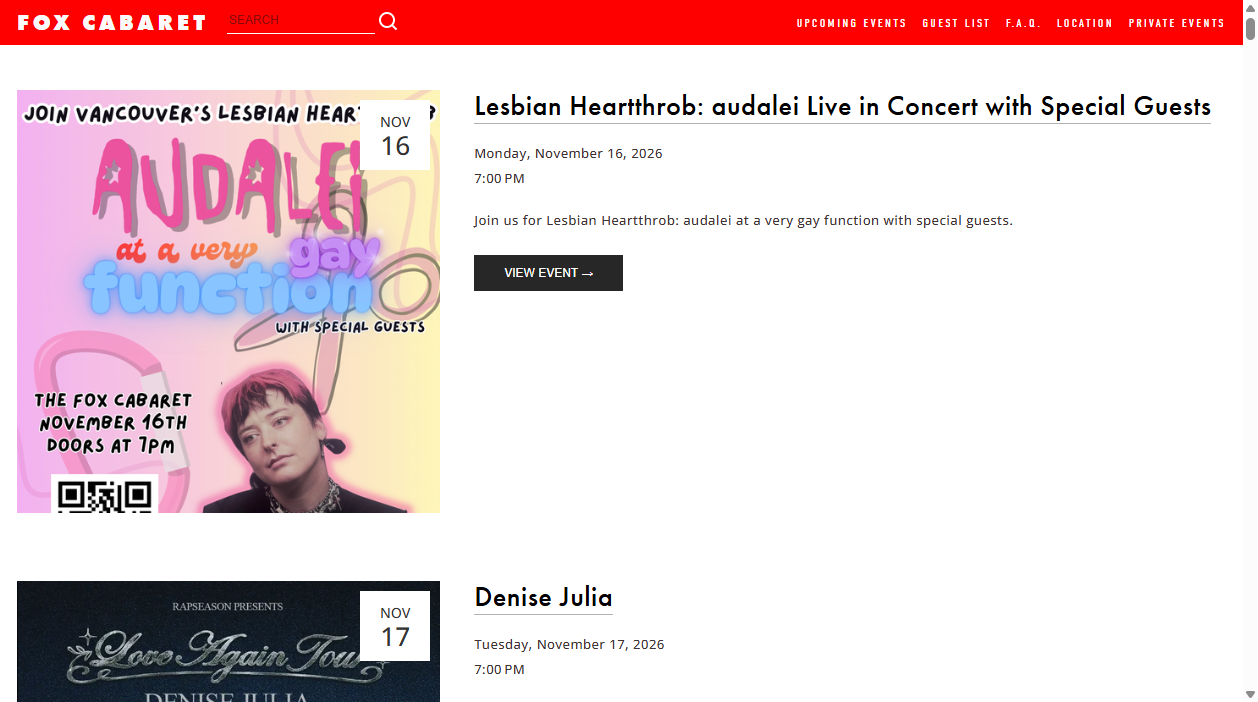 FOX CABARET
SEARCH
UPCOMING EVENTS GUEST LIST F.A.Q. LOCATION PRIVATE EVENTS
JOIN VANCOUVER'S LESBIAN
NOV
16
AUDALEI
at a very gay
function
WITH SPECIAL GUESTS
THE FOX CABARET
NOVEMBER 16TH
DOORS AT 7PM
Lesbian Heartthrob: audalei Live in Concert with Special Guests
Monday, November 16, 2026
7:00 PM
Join us for Lesbian Heartthrob: audalei at a very gay function with special guests.
VIEW EVENT →
RAPSEASON PRESENTS
NOV
17
Love Again Tour
DENISE JULIA
Denise Julia
Tuesday, November 17, 2026
7:00 PM